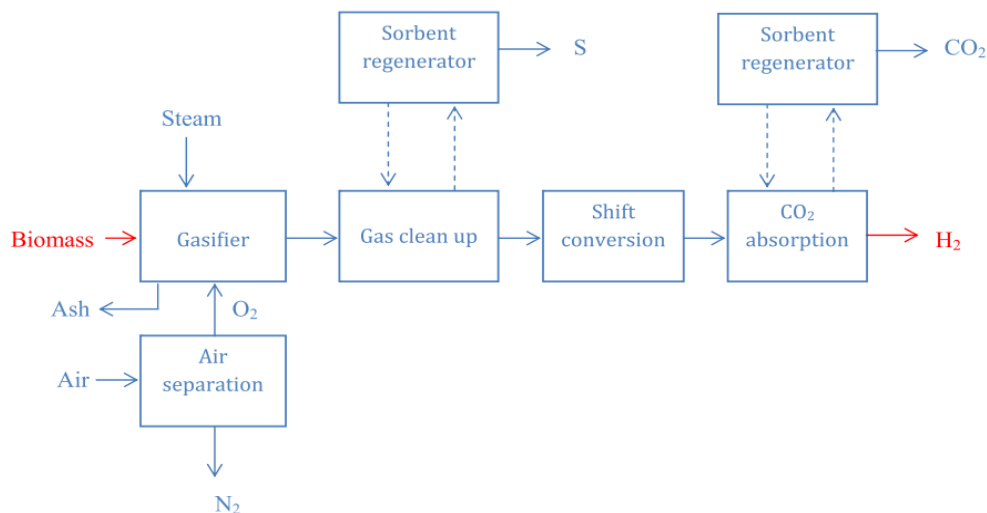 Sorbent
regenerator
S
Sorbent
regenerator
CO₂
Steam
Biomass
Gasifier
Gas clean up
Shift
conversion
CO₂
absorption
H₂
Ash
O₂
Air
Air
separation
N₂